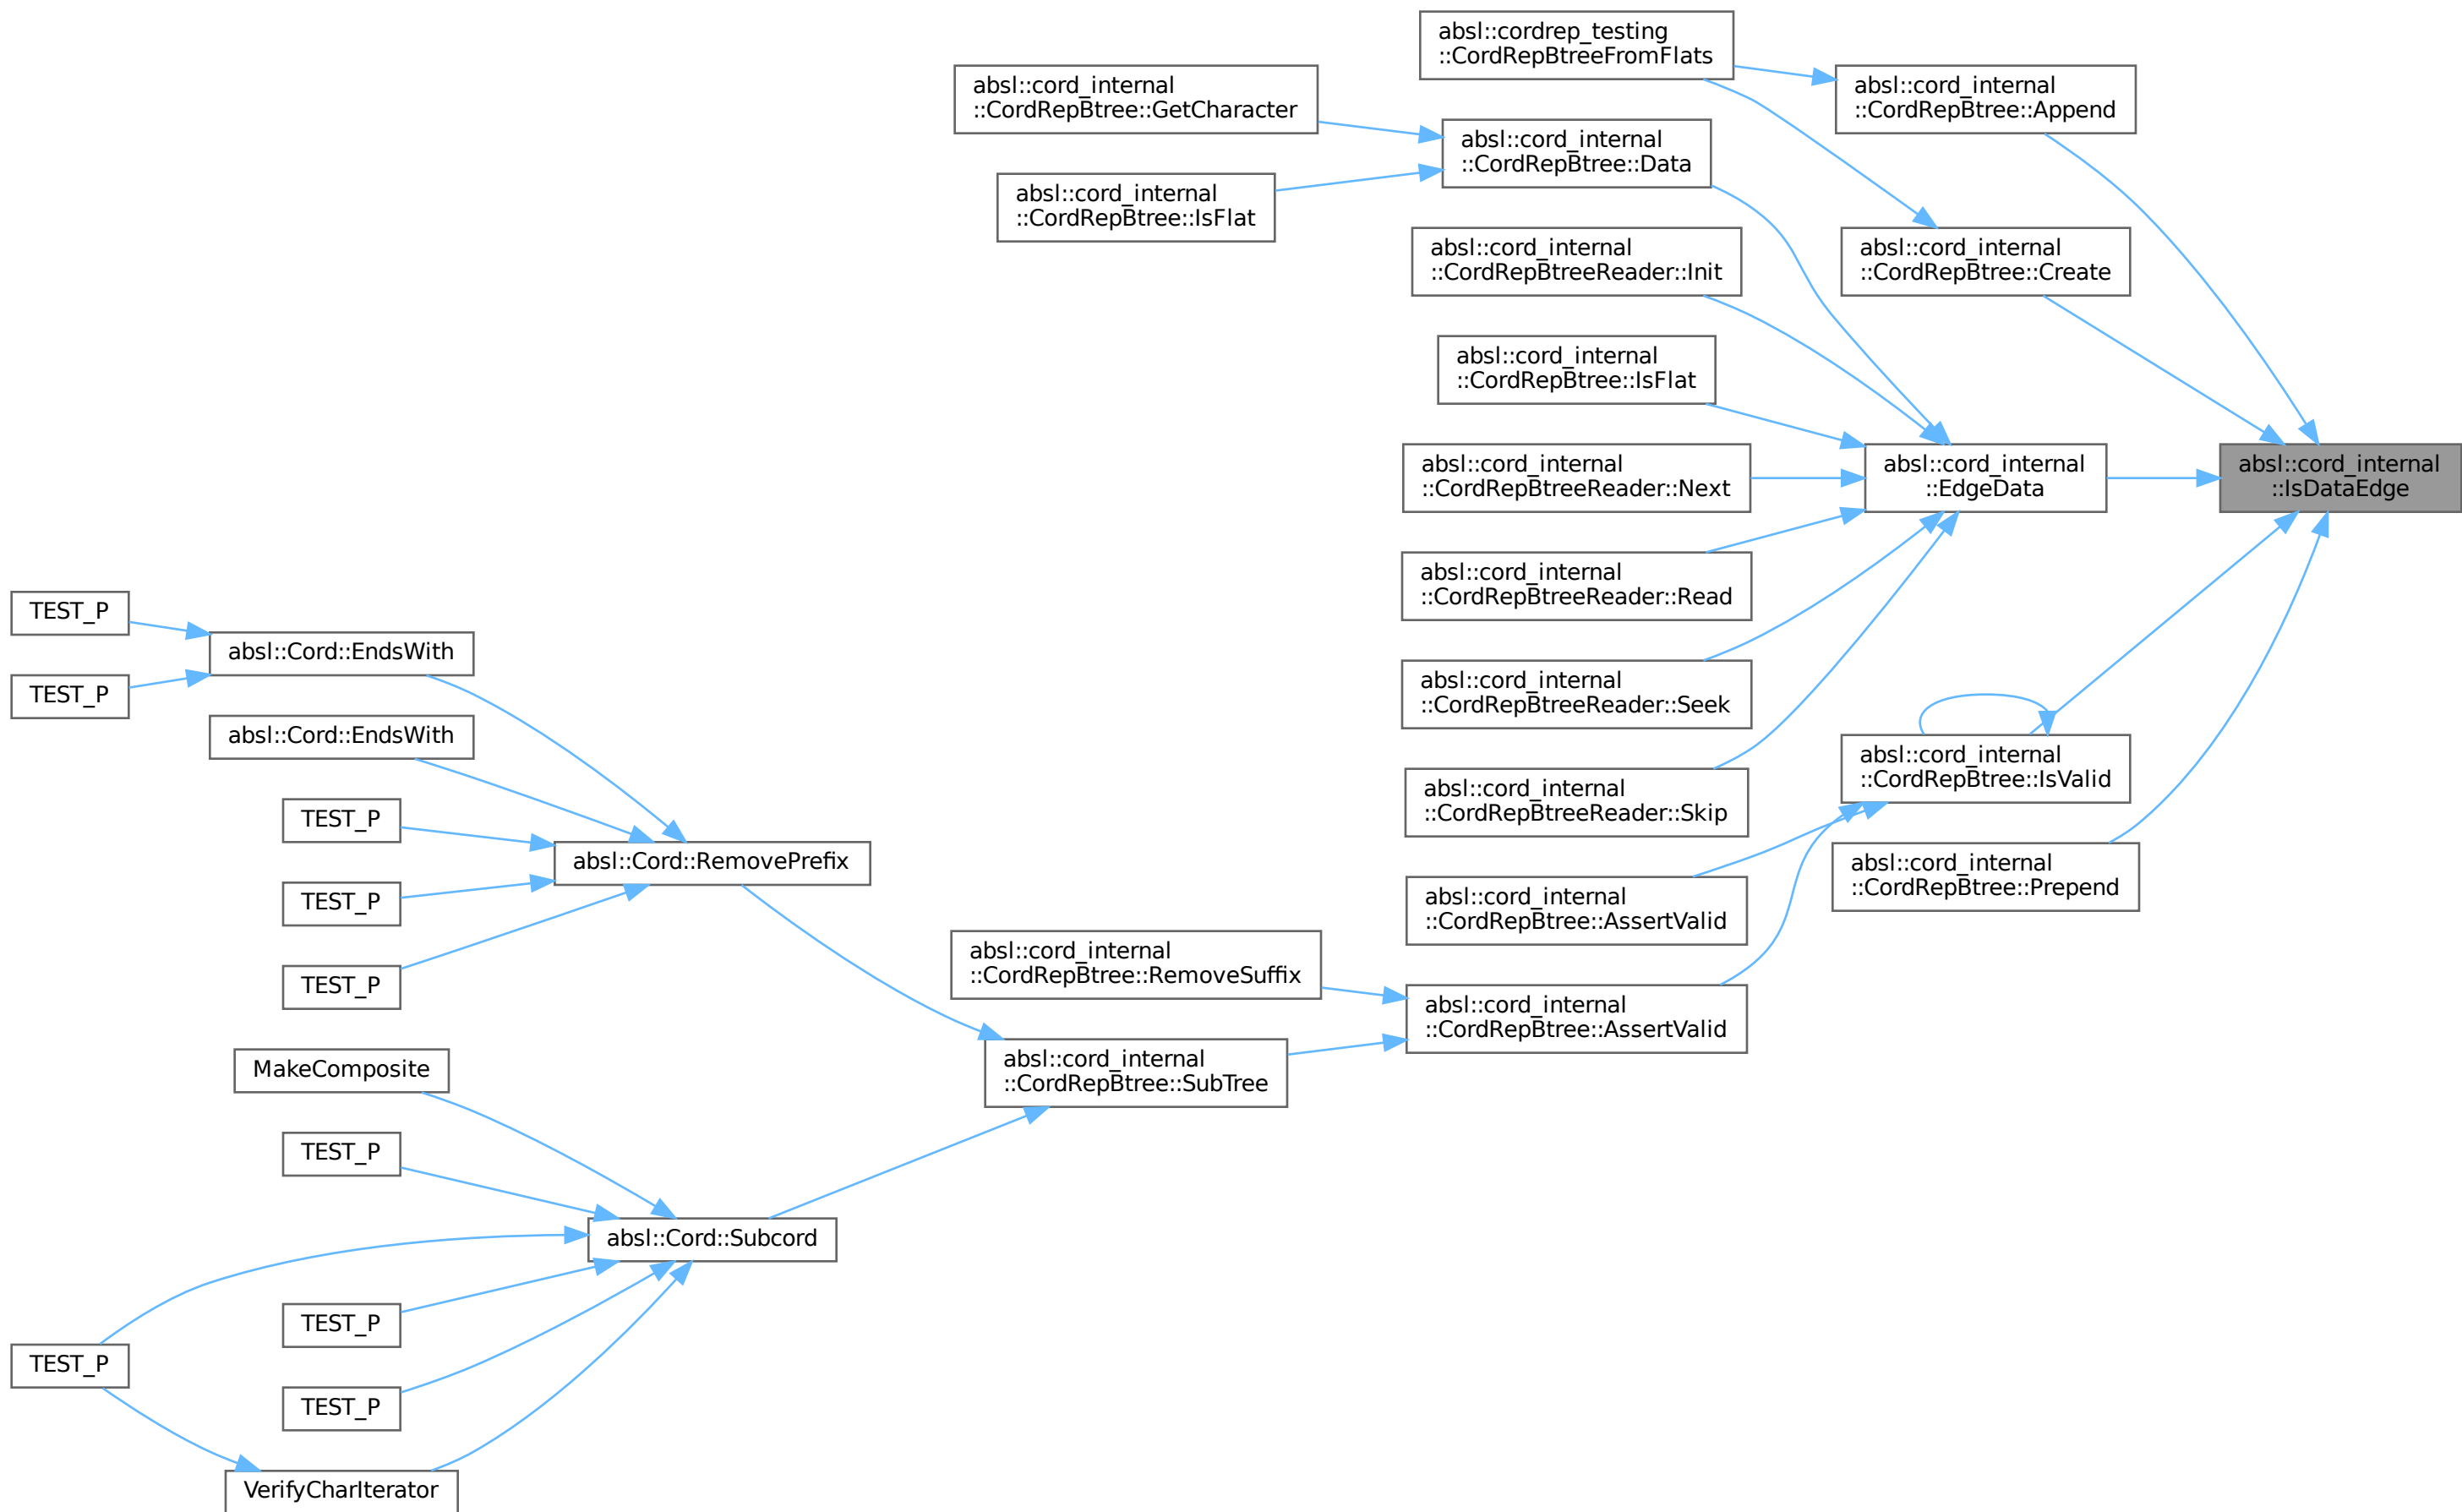 absl::cordrep_testing
::CordRepBtreeFromFlats
absl::cord_internal
::CordRepBtree::GetCharacter
absl::cord_internal
::CordRepBtree::Append
absl::cord_internal
::CordRepBtree::Data
absl::cord_internal
::CordRepBtree::IsFlat
absl::cord_internal
::CordRepBtreeReader::Init
absl::cord_internal
::CordRepBtree::Create
absl::cord_internal
::CordRepBtree::IsFlat
absl::cord_internal
::CordRepBtreeReader::Next
absl::cord_internal
::EdgeData
absl::cord_internal
::IsDataEdge
absl::cord_internal
::CordRepBtreeReader::Read
TEST_P
absl::Cord::EndsWith
TEST_P
absl::cord_internal
::CordRepBtreeReader::Seek
absl::Cord::EndsWith
absl::cord_internal
::CordRepBtree::IsValid
absl::cord_internal
::CordRepBtreeReader::Skip
TEST_P
absl::Cord::RemovePrefix
absl::cord_internal
::CordRepBtree::Prepend
TEST_P
absl::cord_internal
::CordRepBtree::AssertValid
absl::cord_internal
::CordRepBtree::RemoveSuffix
TEST_P
absl::cord_internal
::CordRepBtree::AssertValid
MakeComposite
absl::cord_internal
::CordRepBtree::SubTree
TEST_P
absl::Cord::Subcord
TEST_P
TEST_P
TEST_P
VerifyCharIterator